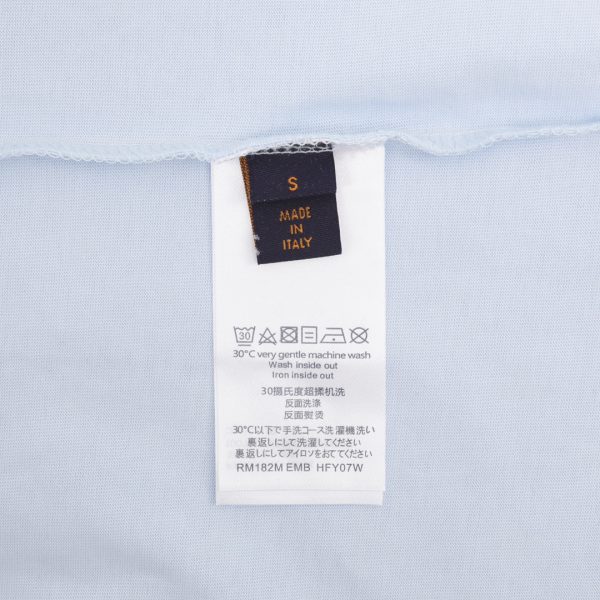 S
MADE
IN
ITALY
30
30°C very gentle machine wash
Wash inside out
Iron inside out
30摄氏度超揉机洗
反面洗涤
反面熨烫
30℃以下で手洗コース洗濯機洗い
裏返しにして洗濯してください
裏返しにしてアイロンをおててください
RM182M EMB HFY07W